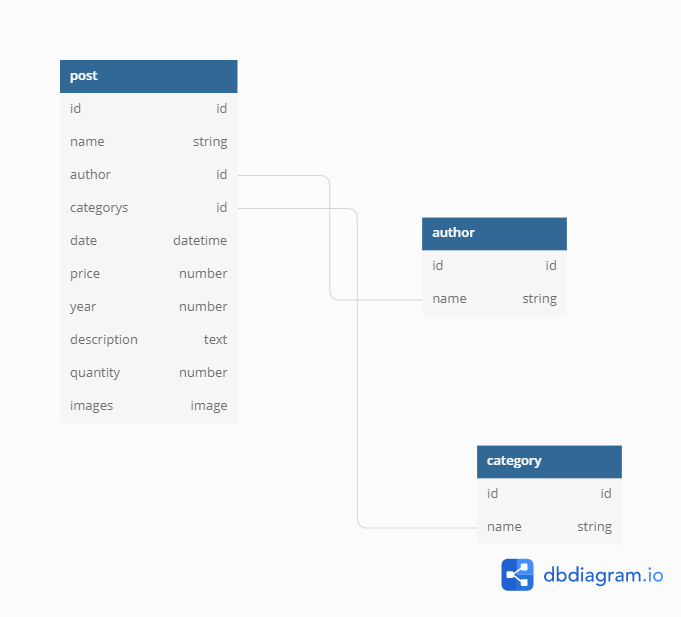 post
id id
name string
author id
categorys id
date datetime
price number
year number
description text
quantity number
images image
author
id id
name string
category
id id
name string
dbdiagram.io